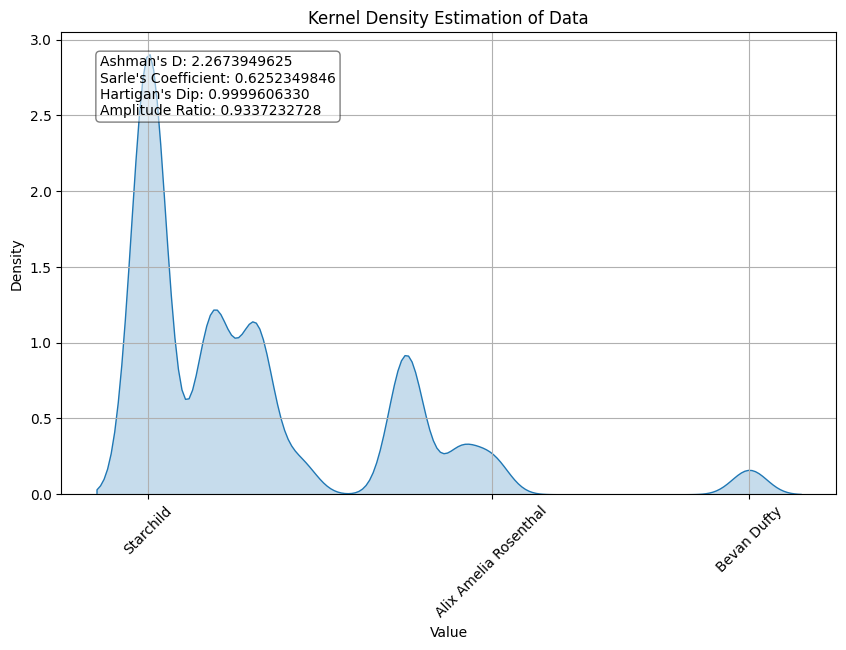 Kernel Density Estimation of Data
Ashman's D: 2.2673949625
Sarle's Coefficient: 0.6252349846
Hartigan's Dip: 0.9999606330
Amplitude Ratio: 0.9337232728
Density
3.0
2.5
2.0
1.5
1.0
0.5
0.0
Starchild
Alix Amelia Rosenthal
Bevan Dufty
Value